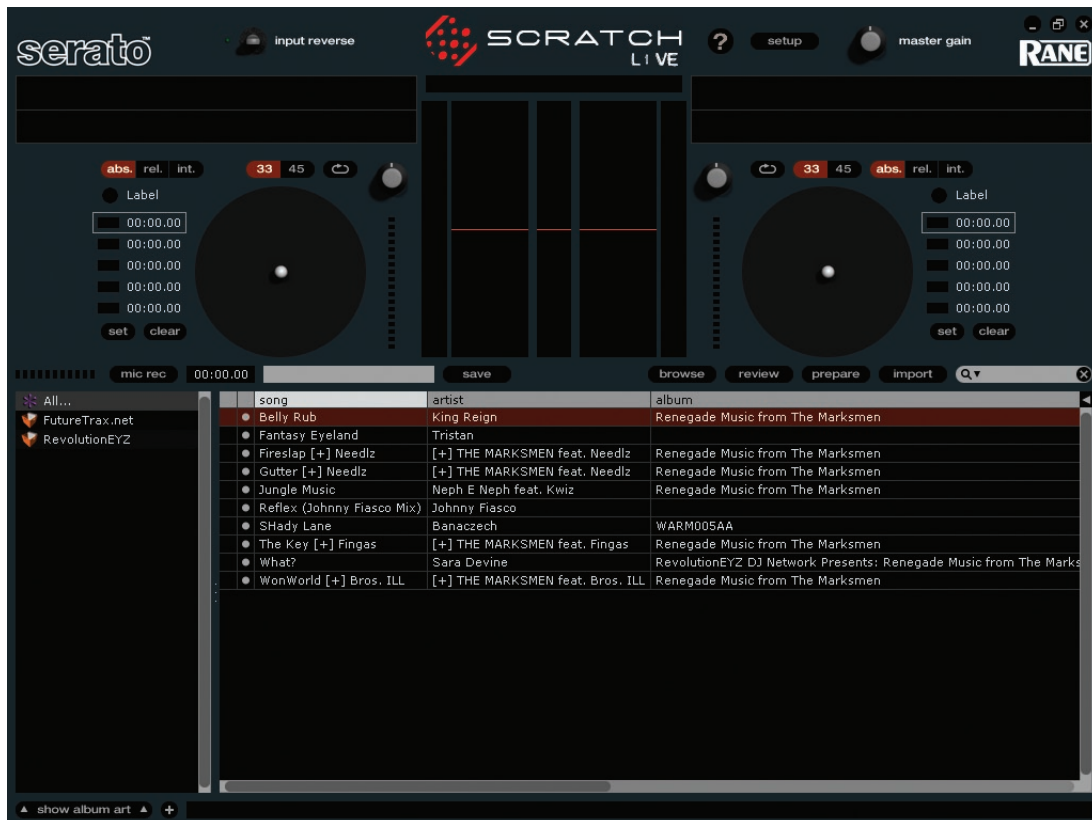 serato™
input reverse
SCRATCH
L1VE
?
setup
master gain
RANE
abs. rel. int.
33 45
33 45
abs. rel. int.
Label
00:00.00
00:00.00
00:00.00
00:00.00
00:00.00
set clear
Label
00:00.00
00:00.00
00:00.00
00:00.00
00:00.00
set clear
mic rec 00:00.00 save browse review prepare import
All...
FutureTrax.net
RevolutionEYZ
song artist album
Belly Rub King Reign Renegade Music from The Marksmen
Fantasy Eyeland Tristan
Fireslap [+] Needlz [+] THE MARKSMEN feat. Needlz Renegade Music from The Marksmen
Gutter [+] Needlz [+] THE MARKSMEN feat. Needlz Renegade Music from The Marksmen
Jungle Music Neph E Neph feat. Kwiz Renegade Music from The Marksmen
Reflex (Johnny Fiasco Mix) Johnny Fiasco
SHady Lane Banaczech WARM005AA
The Key [+] Fingas [+] THE MARKSMEN feat. Fingas Renegade Music from The Marksmen
What? Sara Devine RevolutionEYZ DJ Network Presents: Renegade Music from The Marks
WonWorld [+] Bros. ILL [+] THE MARKSMEN feat. Bros. ILL Renegade Music from The Marksmen
show album art +